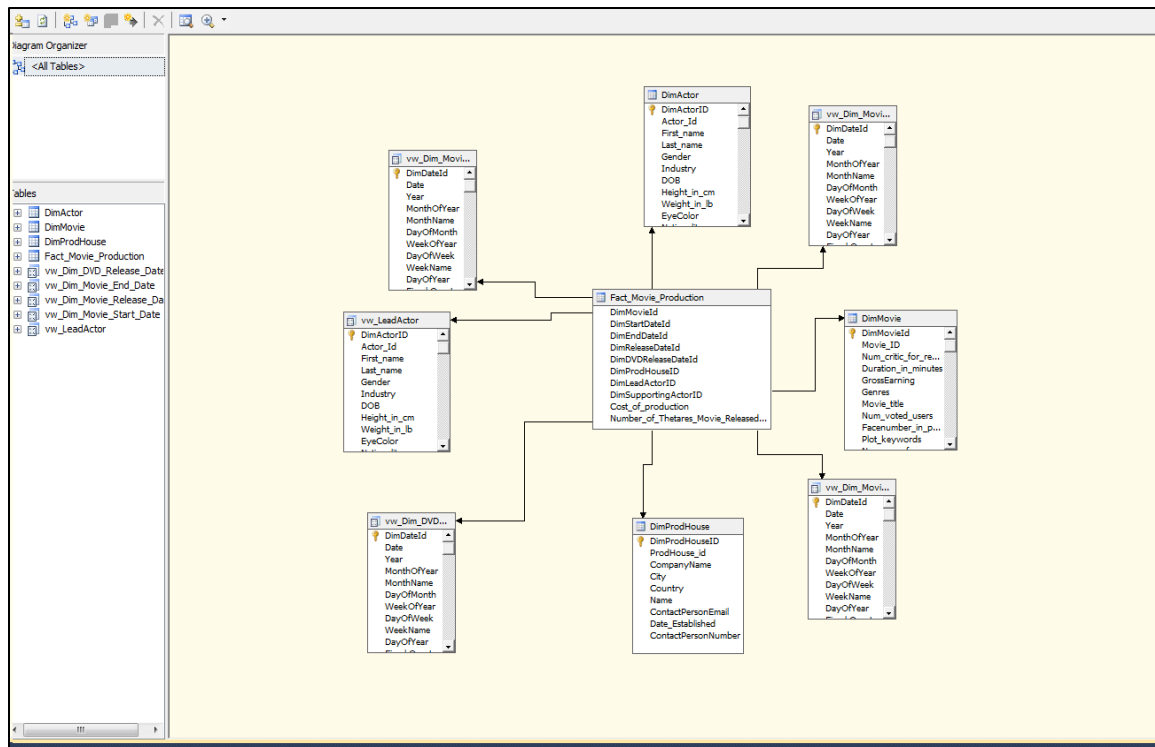 Diagram Organizer
<All Tables>
Tables
DimActor
DimMovie
DimProdHouse
Fact_Movie_Production
vw_Dim_DVD_Release_Date
vw_Dim_Movie_End_Date
vw_Dim_Movie_Release_Da
vw_Dim_Movie_Start_Date
vw_LeadActor
DimActor
DimActorID
Actor_Id
First_name
Last_name
Gender
Industry
DOB
Height_in_cm
Weight_in_lb
EyeColor
vw_Dim_Movi...
DimDateId
Date
Year
MonthOfYear
MonthName
DayOfMonth
WeekOfYear
DayOfWeek
WeekName
DayOfYear
vw_Dim_Movi...
DimDateId
Date
Year
MonthOfYear
MonthName
DayOfMonth
WeekOfYear
DayOfWeek
WeekName
DayOfYear
Fact_Movie_Production
DimMovieId
DimStartDateId
DimEndDateId
DimReleaseDateId
DimDVDReleaseDateId
DimProdHouseID
DimLeadActorID
DimSupportingActorID
Cost_of_production
Number_of_Thetares_Movie_Released...
vw_LeadActor
DimActorID
Actor_Id
First_name
Last_name
Gender
Industry
DOB
Height_in_cm
Weight_in_lb
EyeColor
DimMovie
DimMovieId
Movie_ID
Num_critic_for_re...
Duration_in_minutes
GrossEarning
Genres
Movie_title
Num_voted_users
Facenumber_in_p...
Plot_keywords
vw_Dim_DVD...
DimDateId
Date
Year
MonthOfYear
MonthName
DayOfMonth
WeekOfYear
DayOfWeek
WeekName
DayOfYear
DimProdHouse
DimProdHouseID
ProdHouse_id
CompanyName
City
Country
Name
ContactPersonEmail
Date_Established
ContactPersonNumber
vw_Dim_Movi...
DimDateId
Date
Year
MonthOfYear
MonthName
DayOfMonth
WeekOfYear
DayOfWeek
WeekName
DayOfYear